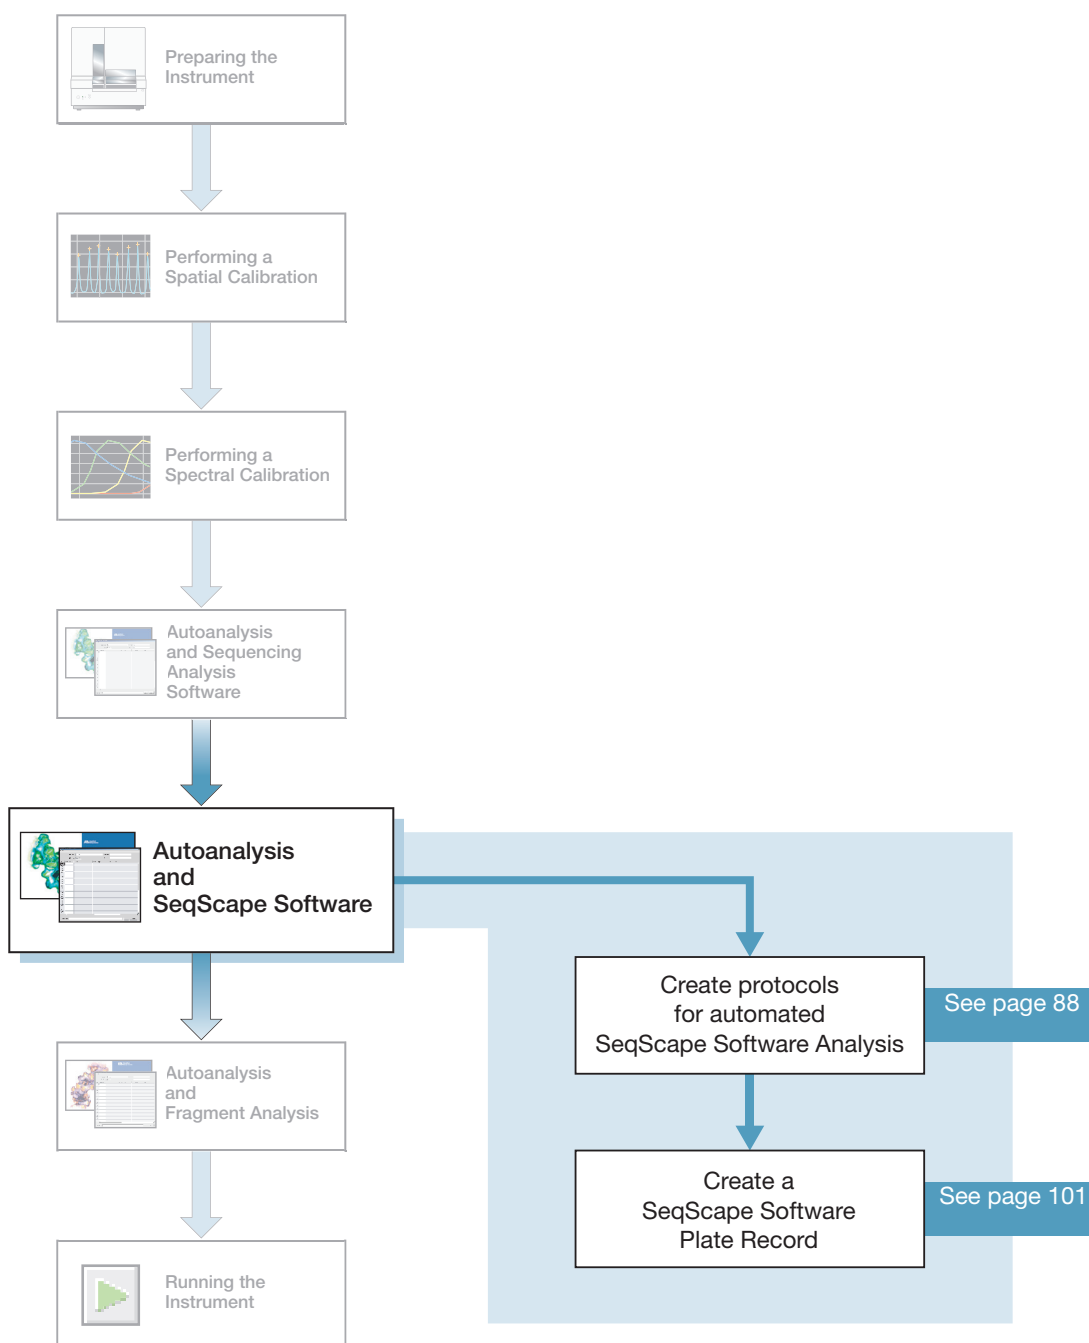 Preparing the
Instrument
Performing a
Spatial Calibration
Performing a
Spectral Calibration
Autoanalysis
and Sequencing
Analysis
Software
Autoanalysis
and
SeqScape Software
Create protocols
for automated
SeqScape Software Analysis
See page 88
Autoanalysis
and
Fragment Analysis
Create a
SeqScape Software
Plate Record
See page 101
Running the
Instrument